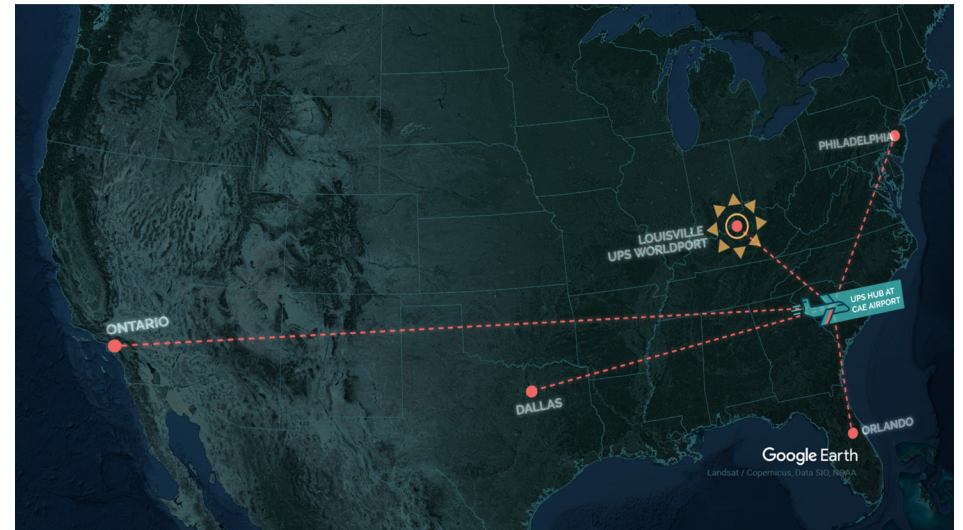 PHILADELPHIA
LOUISVILLE
UPS WORLDPORT
UPS HUB AT
CAE AIRPORT
ONTARIO
DALLAS
ORLANDO
Google Earth
Landsat / Copernicus, Data SIO, NOAA